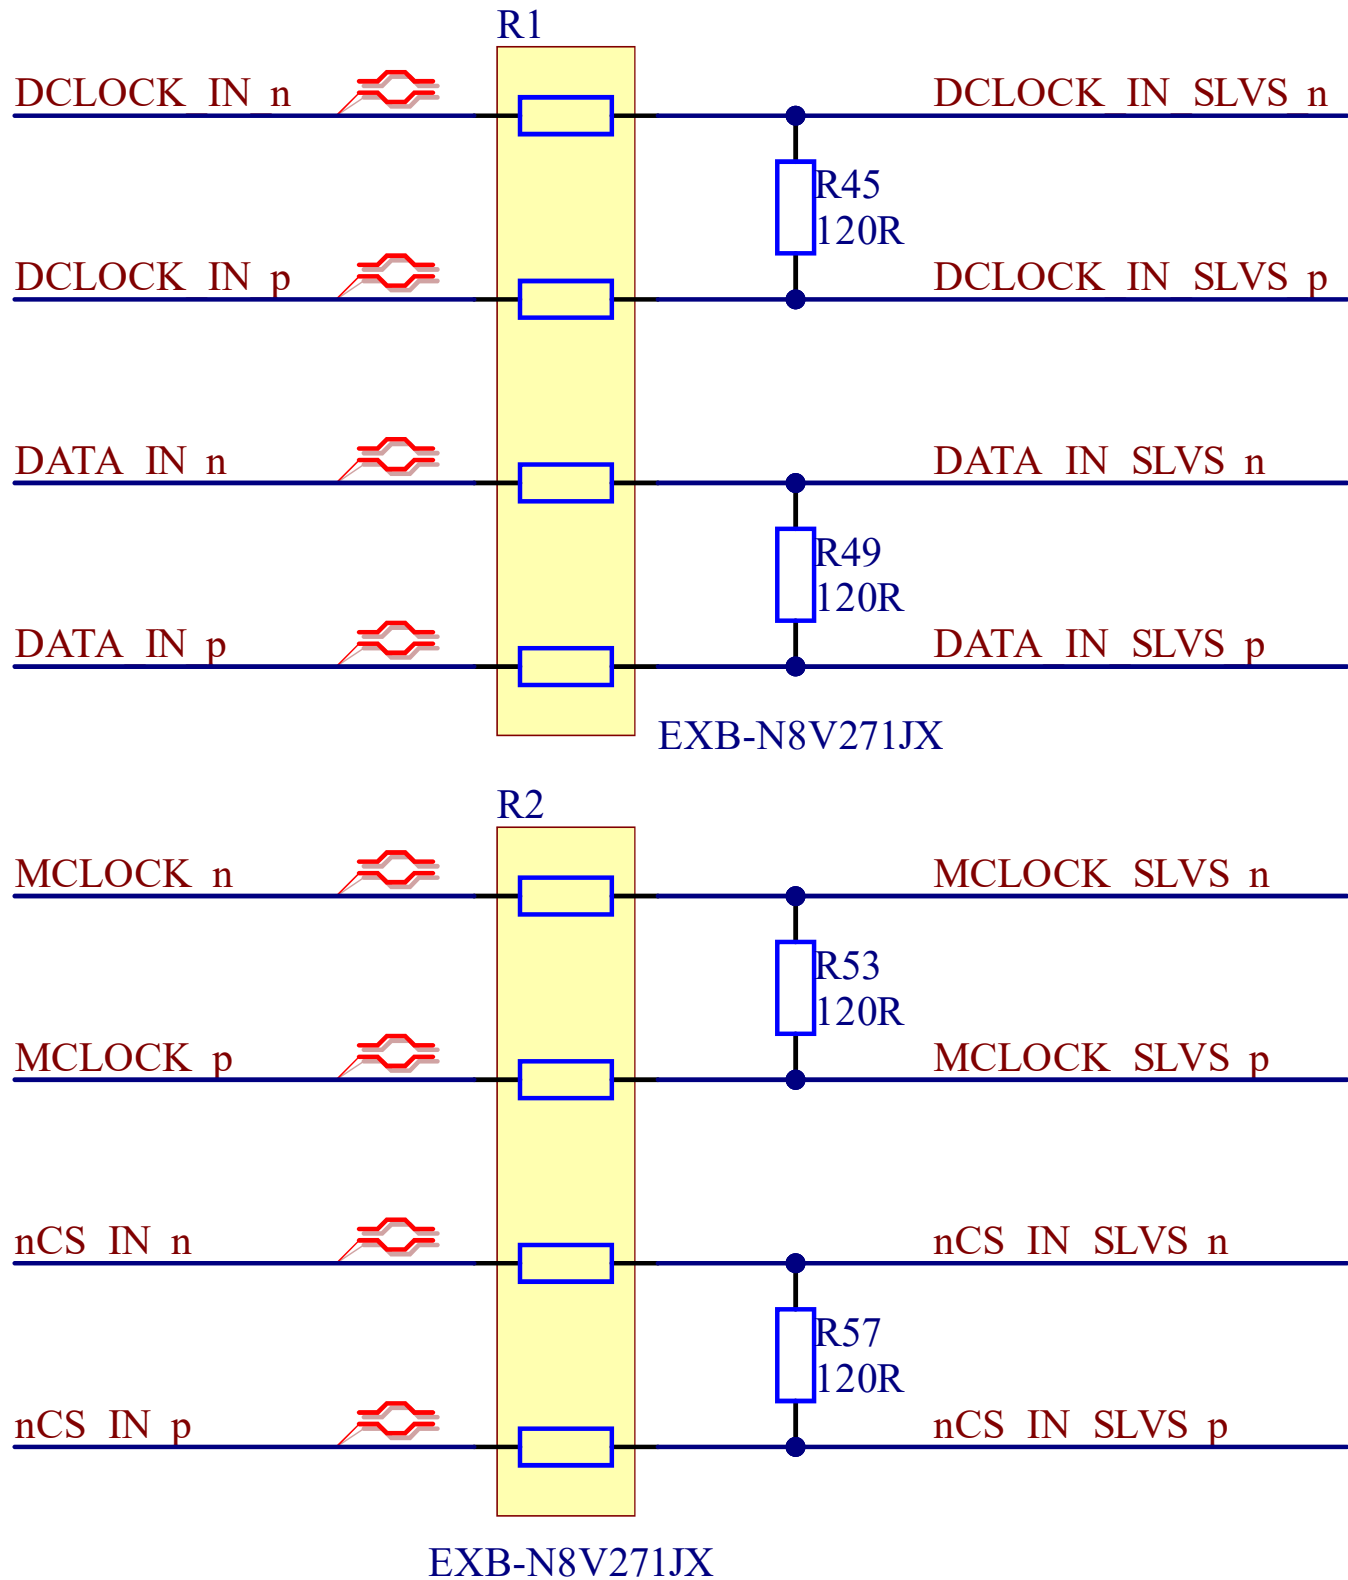 R1
DCLOCK_IN_n
DCLOCK_IN_SLVS_n
R45
120R
DCLOCK_IN_p
DCLOCK_IN_SLVS_p
DATA_IN_n
DATA_IN_SLVS_n
R49
120R
DATA_IN_p
DATA_IN_SLVS_p
EXB-N8V271JX
R2
MCLOCK_n
MCLOCK_SLVS_n
R53
120R
MCLOCK_p
MCLOCK_SLVS_p
nCS_IN_n
nCS_IN_SLVS_n
R57
120R
nCS_IN_p
nCS_IN_SLVS_p
EXB-N8V271JX